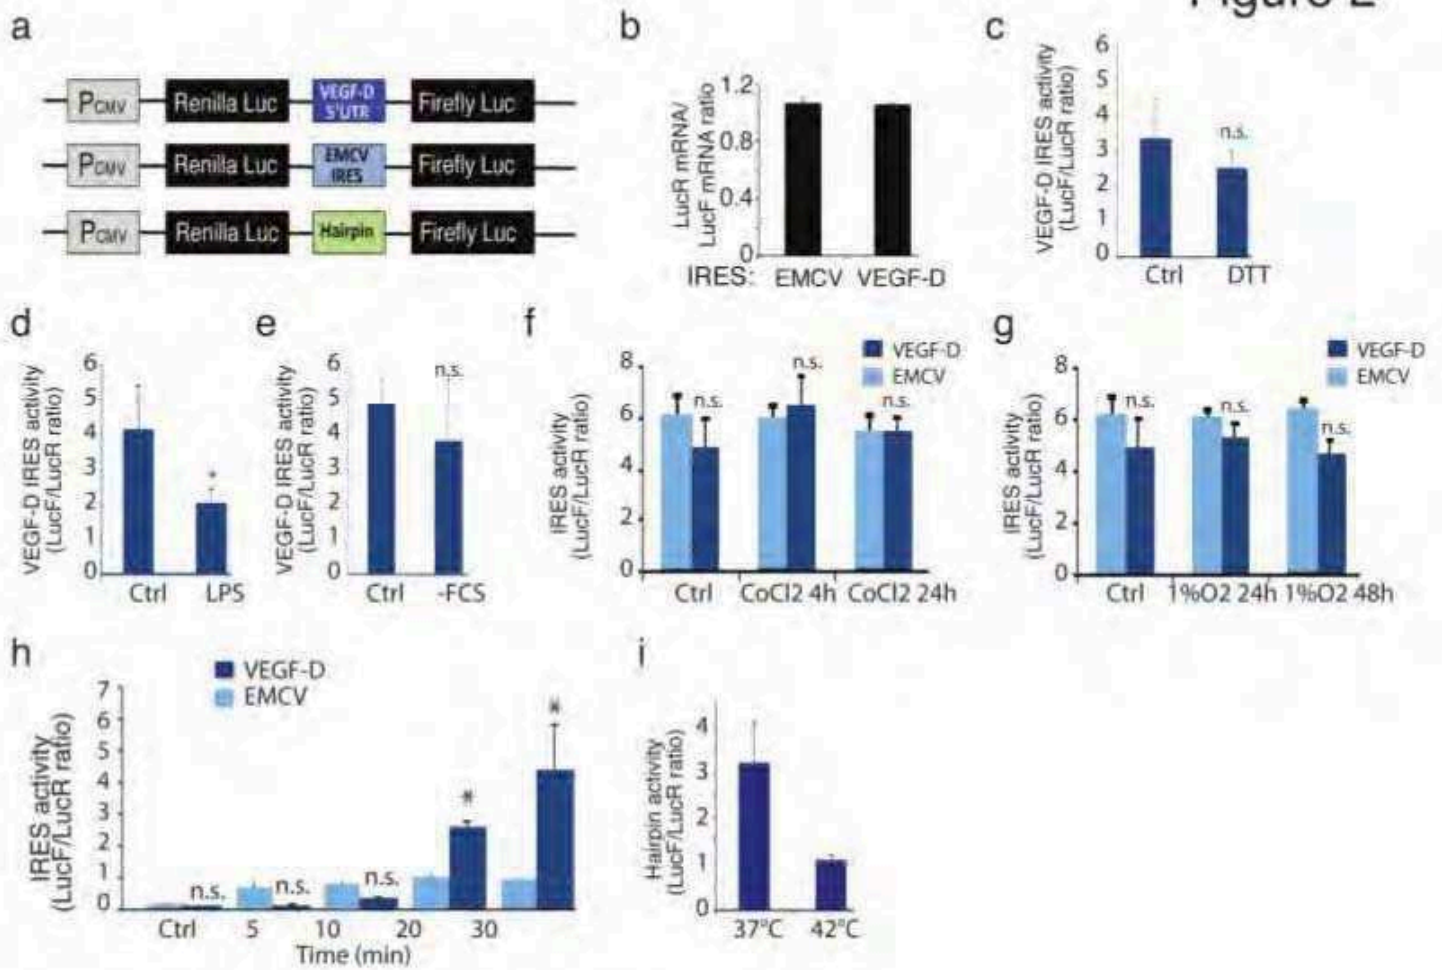 Figure 2
a
PCMV Renilla Luc VEGF-D 5'UTR Firefly Luc
PCMV Renilla Luc EMCV IRES Firefly Luc
PCMV Renilla Luc Hairpin Firefly Luc
b
LucR mRNA/
LucF mRNA ratio
1.2
0.8
0.4
0
IRES: EMCV VEGF-D
c
VEGF-D IRES activity
(LucF/LucR ratio)
6
5
4
3
2
1
0
n.s.
Ctrl DTT
d
VEGF-D IRES activity
(LucF/LucR ratio)
6
5
4
3
2
1
0
*
Ctrl LPS
e
VEGF-D IRES activity
(LucF/LucR ratio)
6
5
4
3
2
1
0
n.s.
Ctrl -FCS
f
VEGF-D
EMCV
IRES activity
(LucF/LucR ratio)
8
6
4
2
0
n.s. n.s. n.s.
Ctrl CoCl2 4h CoCl2 24h
g
VEGF-D
EMCV
IRES activity
(LucF/LucR ratio)
8
6
4
2
0
n.s. n.s. n.s.
Ctrl 1%O2 24h 1%O2 48h
h
VEGF-D
EMCV
IRES activity
(LucF/LucR ratio)
7
6
5
4
3
2
1
0
n.s. n.s. n.s. * *
Ctrl 5 10 20 30
Time (min)
i
Hairpin activity
(LucF/LucR ratio)
4
3
2
1
0
37°C 42°C